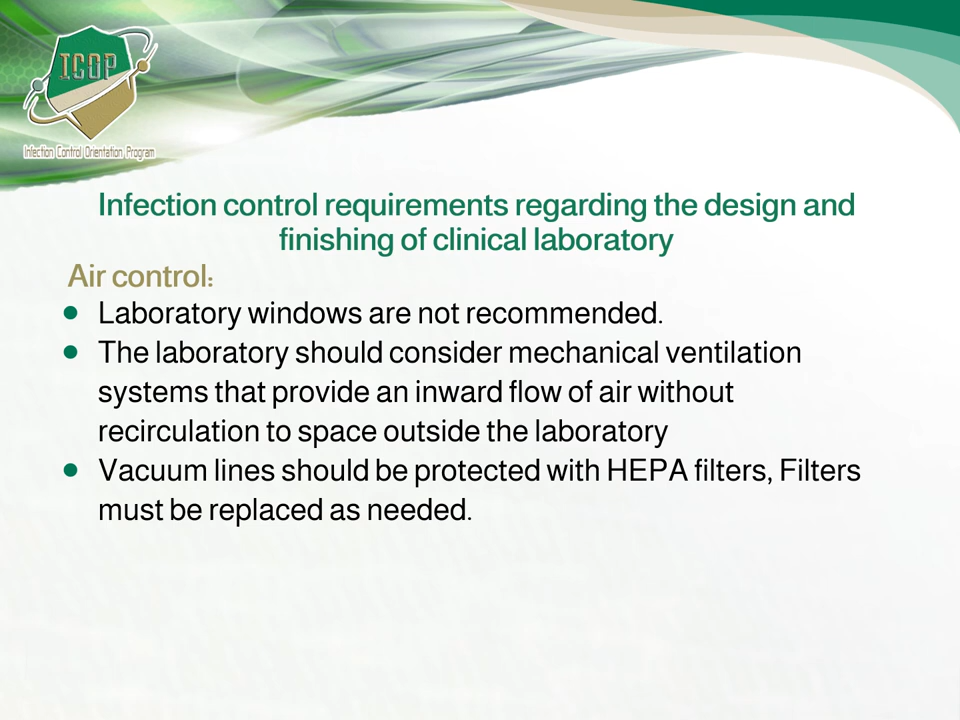 ICOP
Infection Control Orientation Program
Infection control requirements regarding the design and
finishing of clinical laboratory
Air control:
● Laboratory windows are not recommended.
● The laboratory should consider mechanical ventilation
systems that provide an inward flow of air without
recirculation to space outside the laboratory
● Vacuum lines should be protected with HEPA filters, Filters
must be replaced as needed.